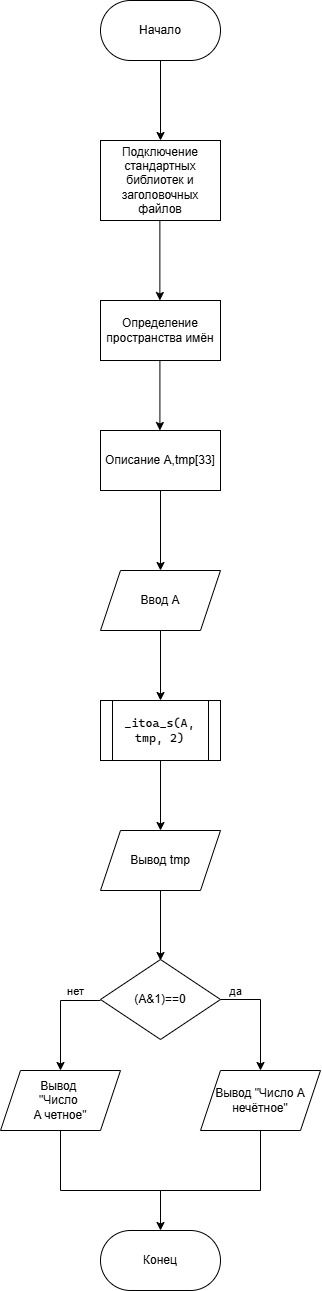 Начало
Подключение
стандартных
библиотек и
заголовочных
файлов
Определение
пространства имён
Описание A,tmp[33]
Ввод A
_itoa_s(A,
tmp, 2)
Вывод tmp
(A&1)==0
нет
да
Вывод
"Число
A четное"
Вывод "Число A
нечётное"
Конец